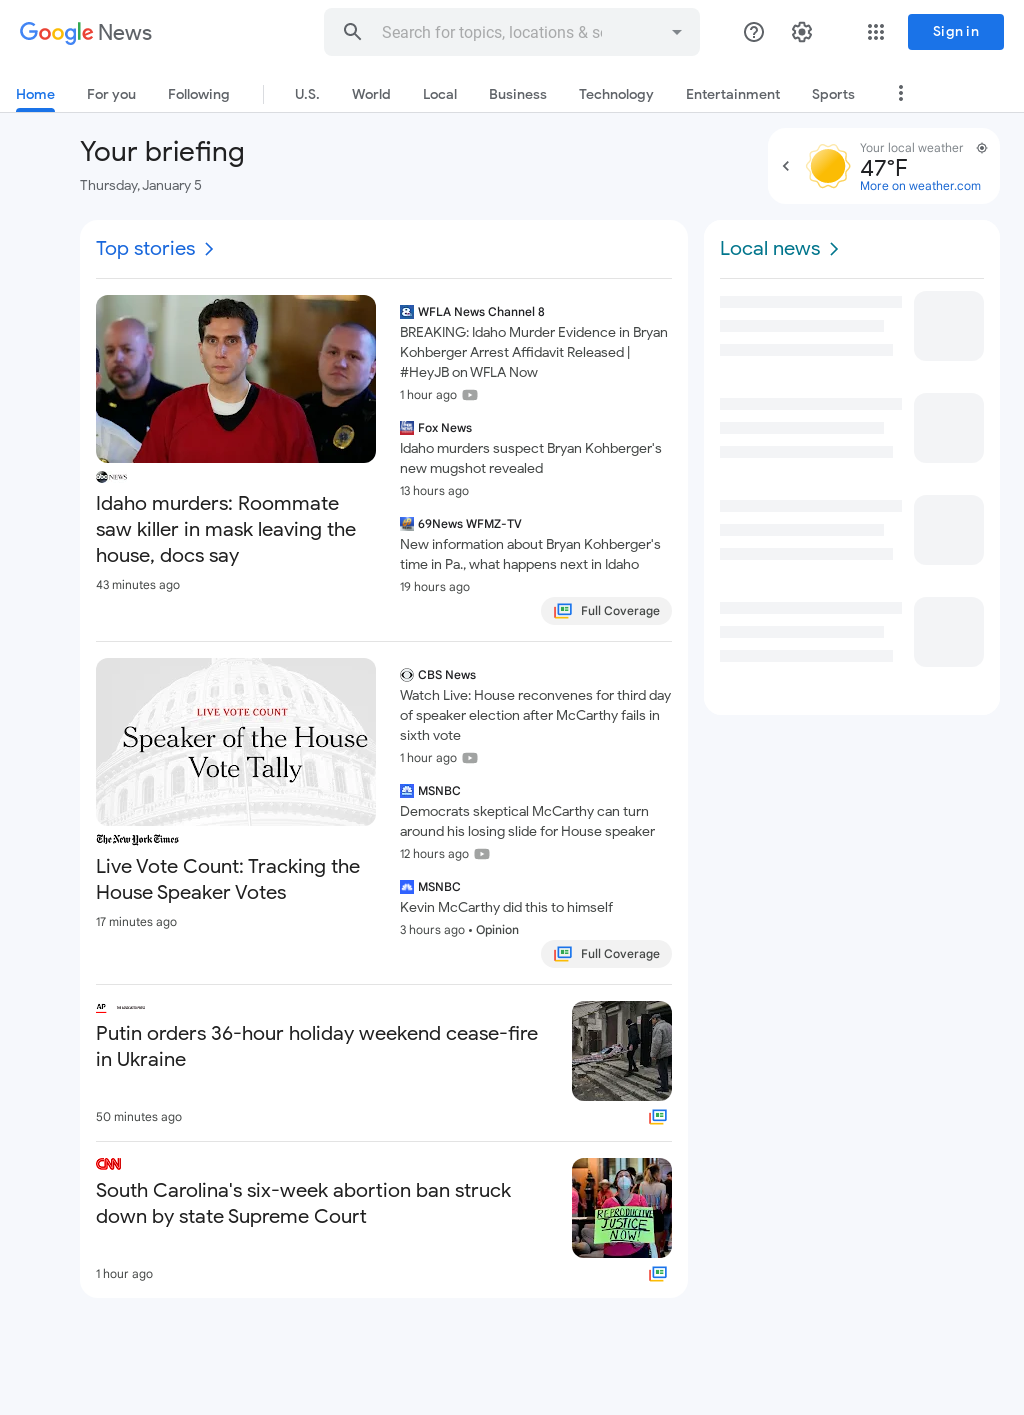 Google News
Search for topics, locations & so
Sign in
Home
For you
Following
U.S.
World
Local
Business
Technology
Entertainment
Sports
Your briefing
Thursday, January 5
Your local weather
47°F
More on weather.com
Top stories
abc NEWS
Idaho murders: Roommate
saw killer in mask leaving the
house, docs say
43 minutes ago
WFLA News Channel 8
BREAKING: Idaho Murder Evidence in Bryan
Kohberger Arrest Affidavit Released |
#HeyJB on WFLA Now
1 hour ago
Fox News
Idaho murders suspect Bryan Kohberger's
new mugshot revealed
13 hours ago
69News WFMZ-TV
New information about Bryan Kohberger's
time in Pa., what happens next in Idaho
19 hours ago
Full Coverage
LIVE VOTE COUNT
Speaker of the House
Vote Tally
The New York Times
Live Vote Count: Tracking the
House Speaker Votes
17 minutes ago
CBS News
Watch Live: House reconvenes for third day
of speaker election after McCarthy fails in
sixth vote
1 hour ago
MSNBC
Democrats skeptical McCarthy can turn
around his losing slide for House speaker
12 hours ago
MSNBC
Kevin McCarthy did this to himself
3 hours ago • Opinion
Full Coverage
AP
Putin orders 36-hour holiday weekend cease-fire
in Ukraine
50 minutes ago
CNN
South Carolina's six-week abortion ban struck
down by state Supreme Court
REPRODUCTIVE
JUSTICE
NOW!
1 hour ago
Local news